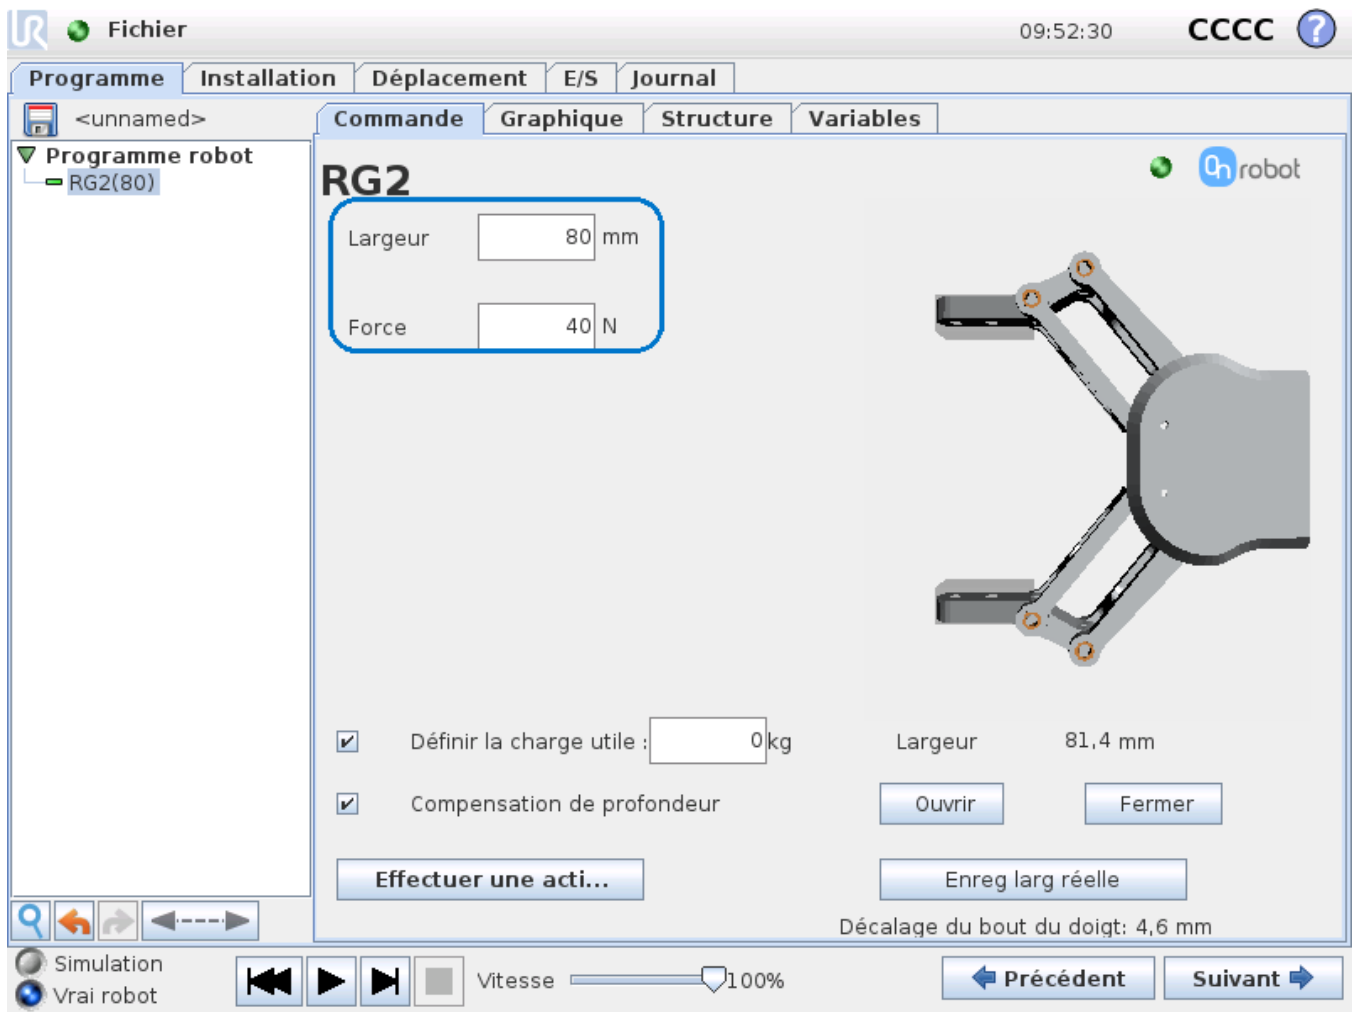 UR Fichier 09:52:30 CCCC ?
Programme Installation Déplacement E/S Journal
<unnamed> Commande Graphique Structure Variables
Programme robot
RG2(80)
RG2
On robot
Largeur 80 mm
Force 40 N
Définir la charge utile : 0 kg Largeur 81,4 mm
Compensation de profondeur Ouvrir Fermer
Effectuer une acti... Enreg larg réelle
Décalage du bout du doigt: 4,6 mm
Simulation
Vrai robot
Vitesse 100% Précédent Suivant